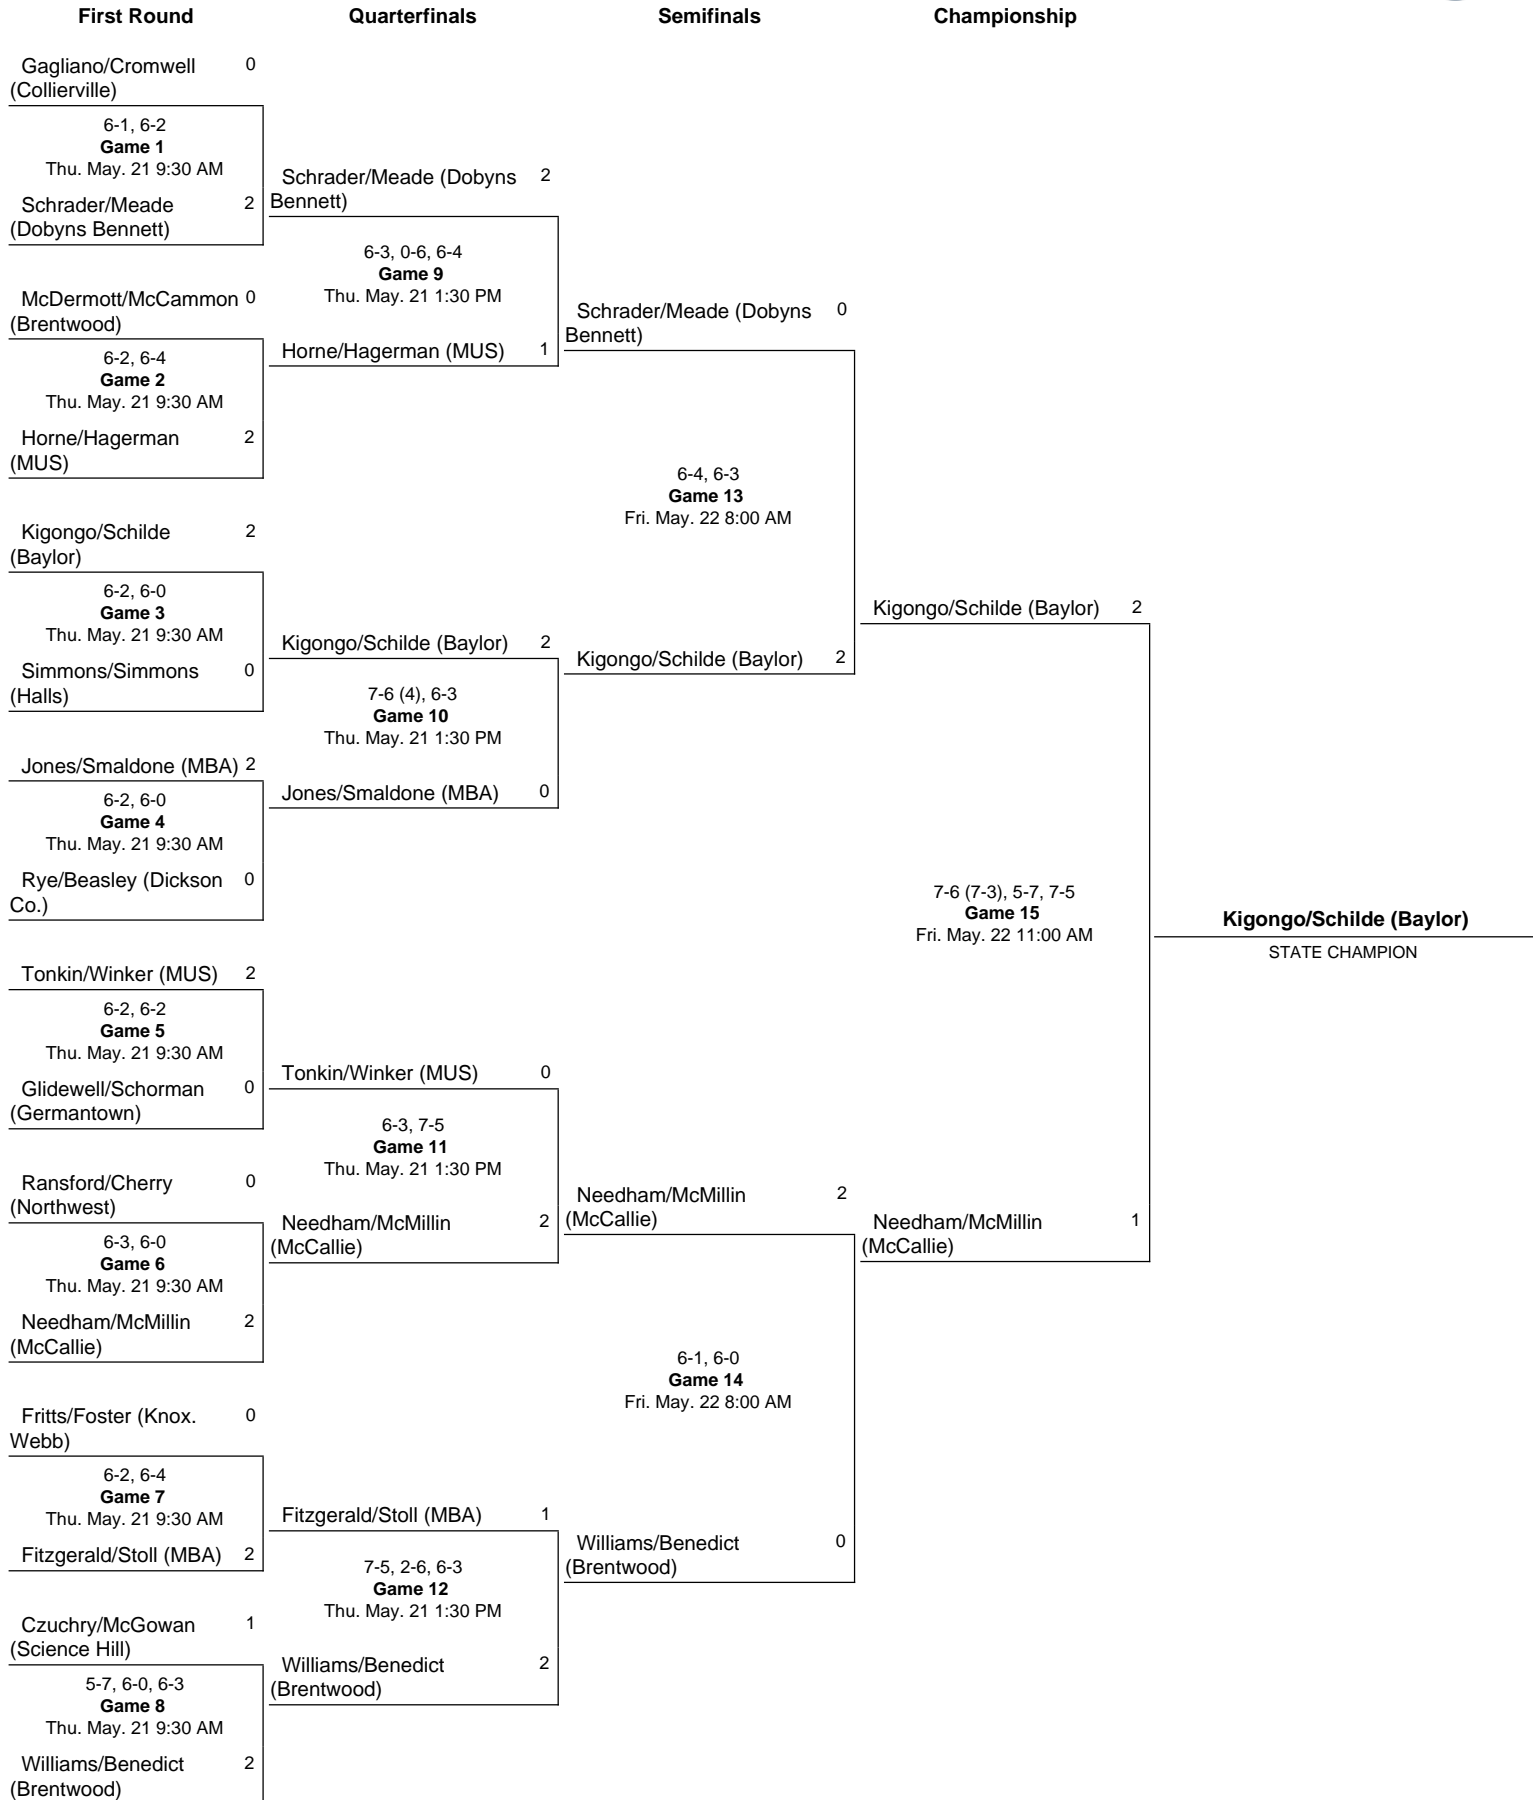 First Round
Quarterfinals
Semifinals
Championship
Gagliano/Cromwell 0
(Collierville)
6-1, 6-2
Game 1
Thu. May. 21 9:30 AM
Schrader/Meade 2
(Dobyns Bennett)
McDermott/McCammon 0
(Brentwood)
6-2, 6-4
Game 2
Thu. May. 21 9:30 AM
Horne/Hagerman 2
(MUS)
Kigongo/Schilde 2
(Baylor)
6-2, 6-0
Game 3
Thu. May. 21 9:30 AM
Simmons/Simmons 0
(Halls)
Jones/Smaldone (MBA) 2
6-2, 6-0
Game 4
Thu. May. 21 9:30 AM
Rye/Beasley (Dickson 0
Co.)
Tonkin/Winker (MUS) 2
6-2, 6-2
Game 5
Thu. May. 21 9:30 AM
Glidewell/Schorman 0
(Germantown)
Ransford/Cherry 0
(Northwest)
6-3, 6-0
Game 6
Thu. May. 21 9:30 AM
Needham/McMillin 2
(McCallie)
Fritts/Foster (Knox. 0
Webb)
6-2, 6-4
Game 7
Thu. May. 21 9:30 AM
Fitzgerald/Stoll (MBA) 2
Czuchry/McGowan 1
(Science Hill)
5-7, 6-0, 6-3
Game 8
Thu. May. 21 9:30 AM
Williams/Benedict 2
(Brentwood)
Schrader/Meade (Dobyns 2
Bennett)
6-3, 0-6, 6-4
Game 9
Thu. May. 21 1:30 PM
Horne/Hagerman (MUS) 1
Kigongo/Schilde (Baylor) 2
7-6 (4), 6-3
Game 10
Thu. May. 21 1:30 PM
Jones/Smaldone (MBA) 0
Tonkin/Winker (MUS) 0
6-3, 7-5
Game 11
Thu. May. 21 1:30 PM
Needham/McMillin 2
(McCallie)
Fitzgerald/Stoll (MBA) 1
7-5, 2-6, 6-3
Game 12
Thu. May. 21 1:30 PM
Williams/Benedict 2
(Brentwood)
Schrader/Meade (Dobyns 0
Bennett)
6-4, 6-3
Game 13
Fri. May. 22 8:00 AM
Kigongo/Schilde (Baylor) 2
Needham/McMillin 2
(McCallie)
6-1, 6-0
Game 14
Fri. May. 22 8:00 AM
Williams/Benedict 0
(Brentwood)
Kigongo/Schilde (Baylor) 2
7-6 (7-3), 5-7, 7-5
Game 15
Fri. May. 22 11:00 AM
Needham/McMillin 1
(McCallie)
Kigongo/Schilde (Baylor)
STATE CHAMPION